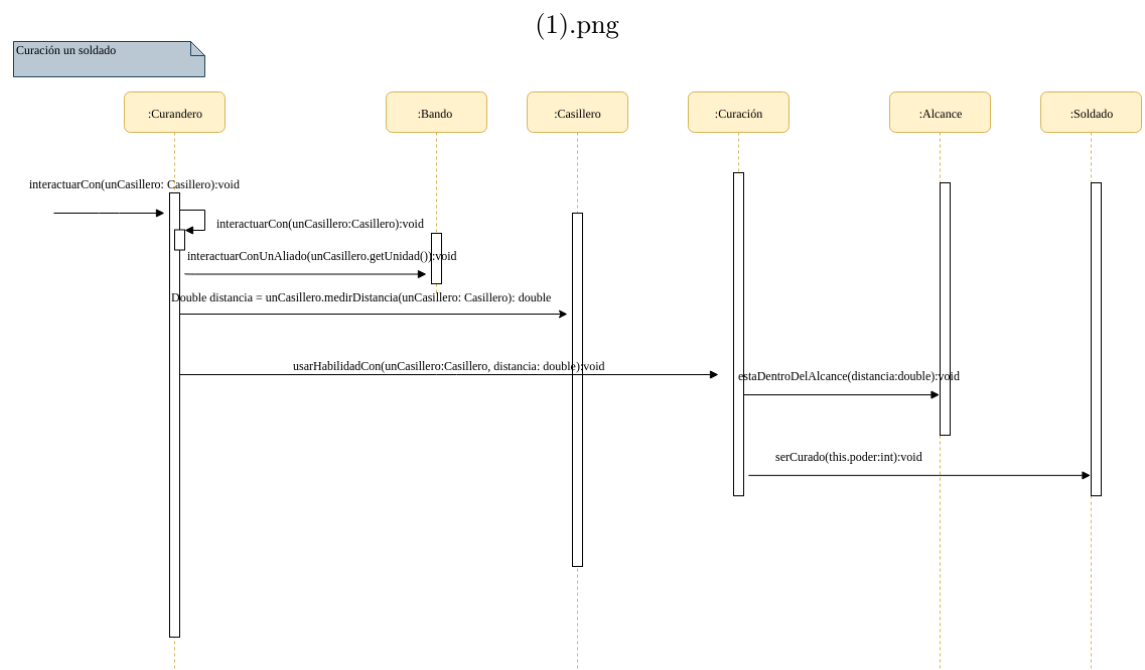 (1).png
Curación un soldado
:Curandero
:Bando
:Casillero
:Curación
:Alcance
:Soldado
interactuarCon(unCasillero: Casillero):void
interactuarCon(unCasillero:Casillero):void
interactuarConUnAliado(unCasillero.getUnidad()):void
Double distancia = unCasillero.medirDistancia(unCasillero: Casillero): double
usarHabilidadCon(unCasillero:Casillero, distancia: double):void
estaDentroDelAlcance(distancia:double):void
serCurado(this.poder:int):void